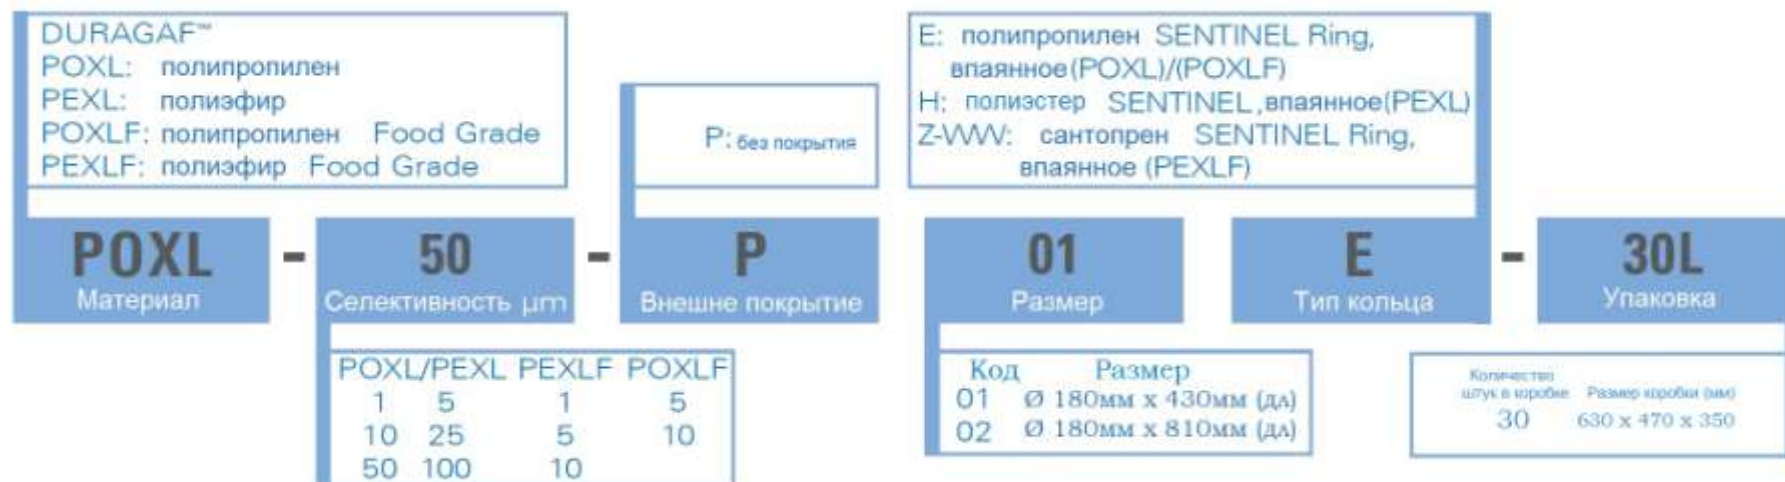 DURAGAF™
POXL: полипропилен
PEXL: полиэфир
POXLF: полипропилен Food Grade
PEXLF: полиэфир Food Grade
P: без покрытия
E: полипропилен SENTINEL Ring,
впаянное(POXL)/(POXLF)
H: полиэстер SENTINEL,впаянное(PEXL)
Z-WW: сантопрен SENTINEL Ring,
впаянное (PEXLF)
POXL - 50 - P 01 E - 30L
Материал Селективность µm Внешне покрытие Размер Тип кольца Упаковка
POXL/PEXL PEXLF POXLF
1 5 1 5
10 25 5 10
50 100 10
Код Размер
01 Ø 180мм x 430мм (дл)
02 Ø 180мм x 810мм (дл)
Количество
штук в коробке Размер коробки (мм)
30 630 x 470 x 350